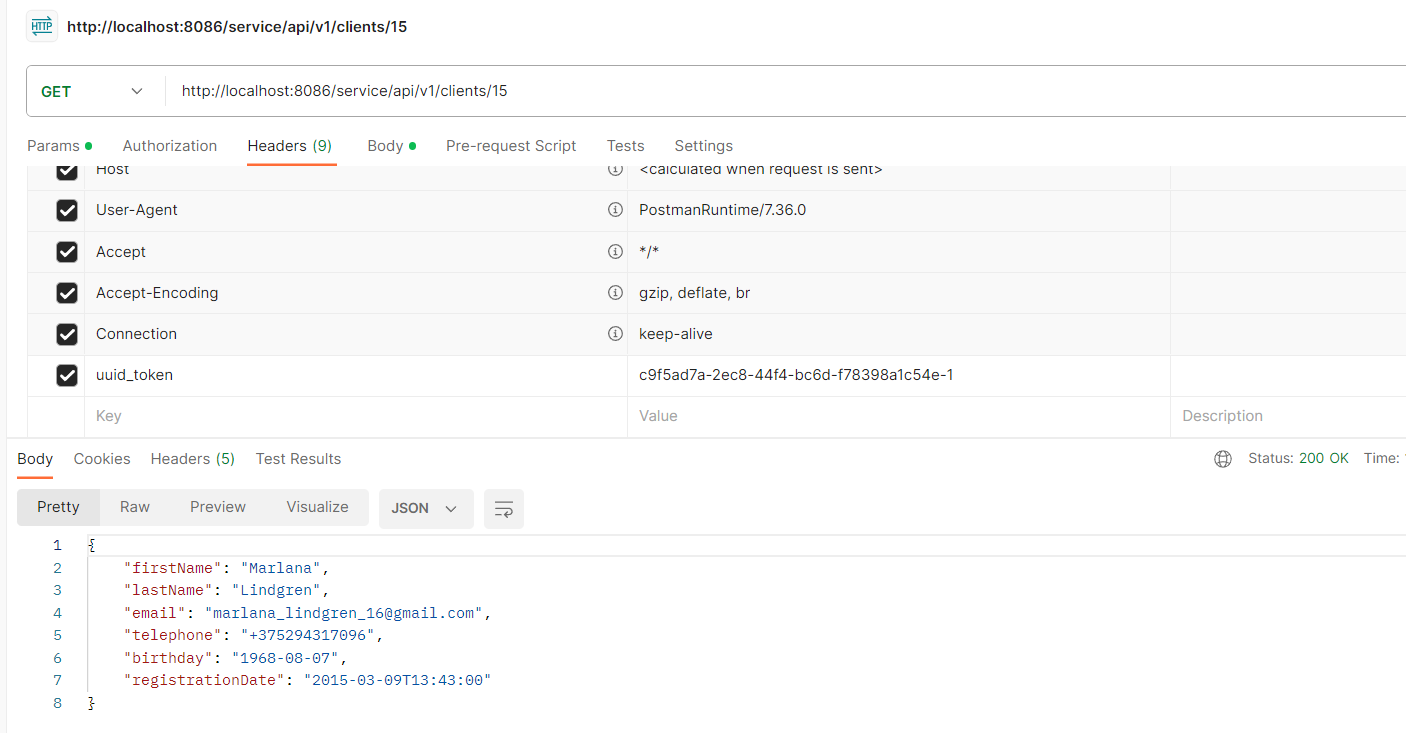 HTTP http://localhost:8086/service/api/v1/clients/15
GET http://localhost:8086/service/api/v1/clients/15
Params Authorization Headers (9) Body Pre-request Script Tests Settings
Host <calculated when request is sent>
User-Agent PostmanRuntime/7.36.0
Accept */*
Accept-Encoding gzip, deflate, br
Connection keep-alive
uuid_token c9f5ad7a-2ec8-44f4-bc6d-f78398a1c54e-1
Key Value Description
Body Cookies Headers (5) Test Results Status: 200 OK Time:
Pretty Raw Preview Visualize JSON
1 {
2 "firstName": "Marlana",
3 "lastName": "Lindgren",
4 "email": "marlana_lindgren_16@gmail.com",
5 "telephone": "+375294317096",
6 "birthday": "1968-08-07",
7 "registrationDate": "2015-03-09T13:43:00"
8 }